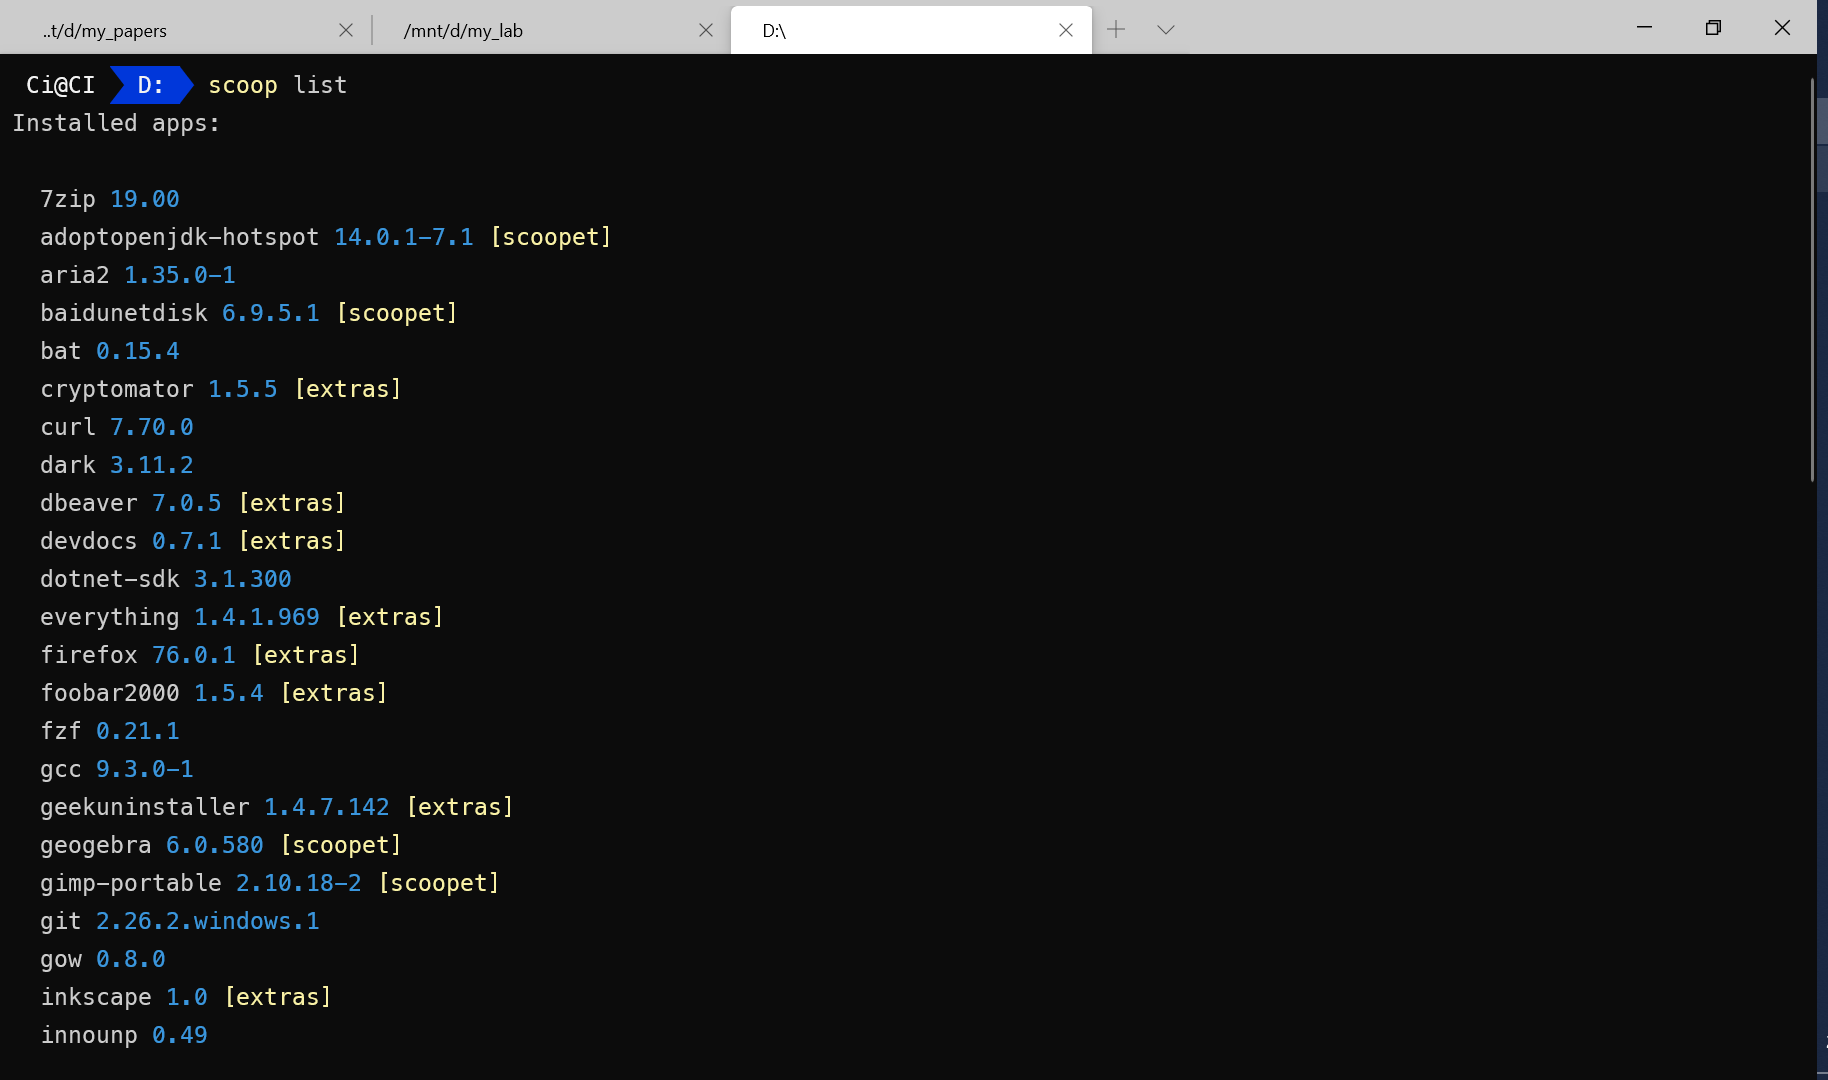 ..t/d/my_papers
/mnt/d/my_lab
D:\
Ci@CI D: scoop list
Installed apps:
7zip 19.00
adoptopenjdk-hotspot 14.0.1-7.1 [scoopet]
aria2 1.35.0-1
baidunetdisk 6.9.5.1 [scoopet]
bat 0.15.4
cryptomator 1.5.5 [extras]
curl 7.70.0
dark 3.11.2
dbeaver 7.0.5 [extras]
devdocs 0.7.1 [extras]
dotnet-sdk 3.1.300
everything 1.4.1.969 [extras]
firefox 76.0.1 [extras]
foobar2000 1.5.4 [extras]
fzf 0.21.1
gcc 9.3.0-1
geekuninstaller 1.4.7.142 [extras]
geogebra 6.0.580 [scoopet]
gimp-portable 2.10.18-2 [scoopet]
git 2.26.2.windows.1
gow 0.8.0
inkscape 1.0 [extras]
innounp 0.49